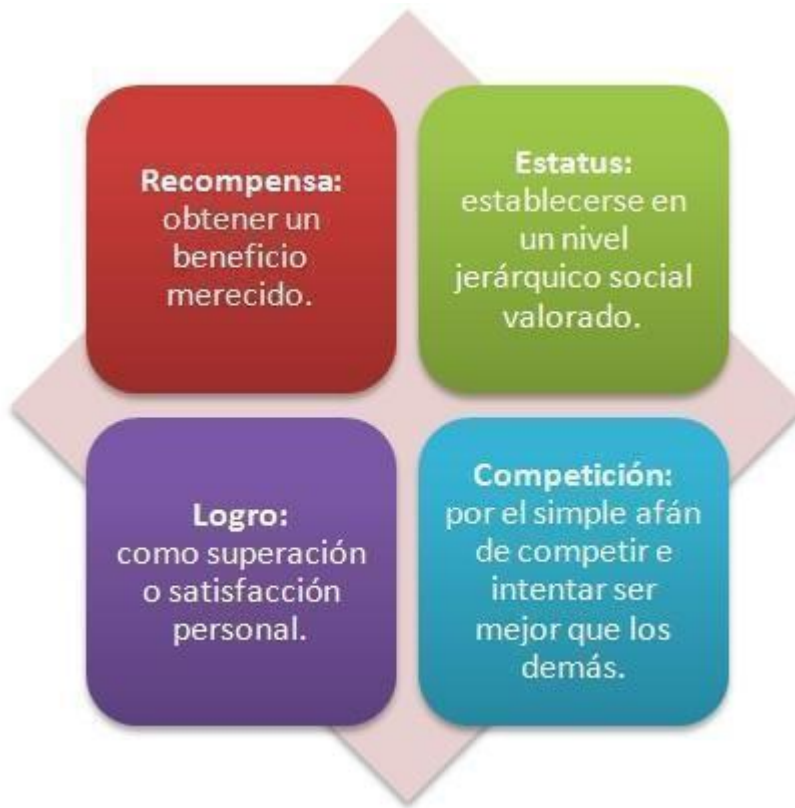 Recompensa:
obtener un
beneficio
merecido.
Estatus:
establecerse en
un nivel
jerárquico social
valorado.
Logro:
como superación
o satisfacción
personal.
Competición:
por el simple afán
de competir e
intentar ser
mejor que los
demás.